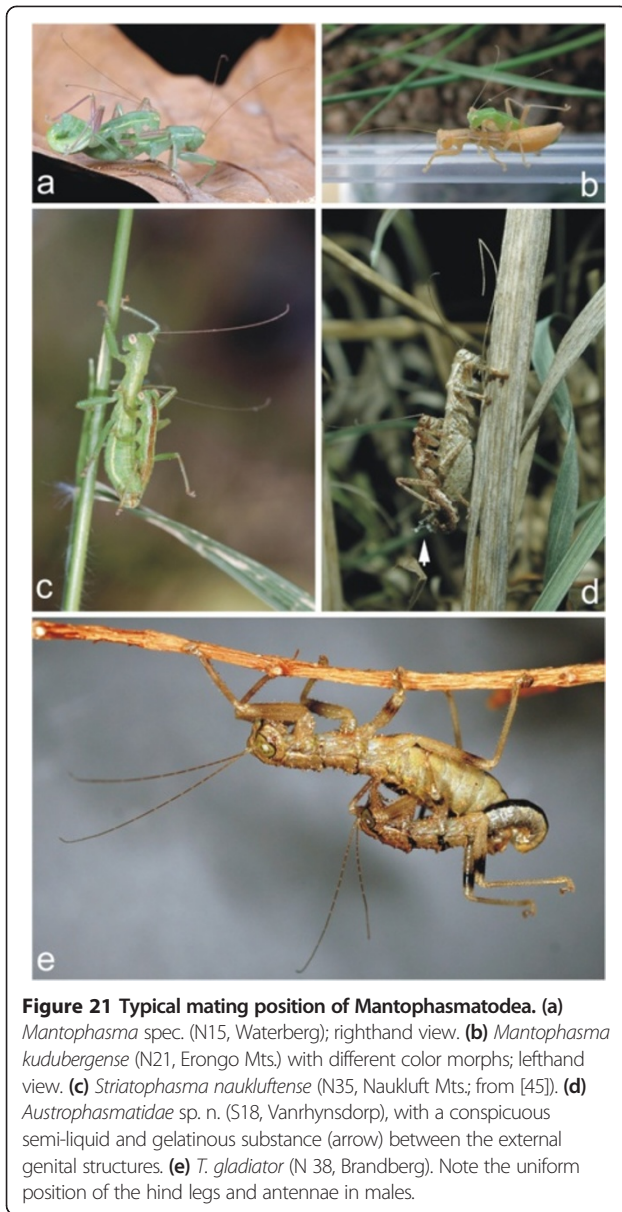 a
b
c
d
e
Figure 21 Typical mating position of Mantophasmatodea. (a)
Mantophasma spec. (N15, Waterberg); righthand view. (b) Mantophasma
kudubergense (N21, Erongo Mts.) with different color morphs; lefthand
view. (c) Striatophasma naukluftense (N35, Naukluft Mts.; from [45]). (d)
Austrophasmatidae sp. n. (S18, Vanrhynsdorp), with a conspicuous
semi-liquid and gelatinous substance (arrow) between the external
genital structures. (e) T. gladiator (N 38, Brandberg). Note the uniform
position of the hind legs and antennae in males.